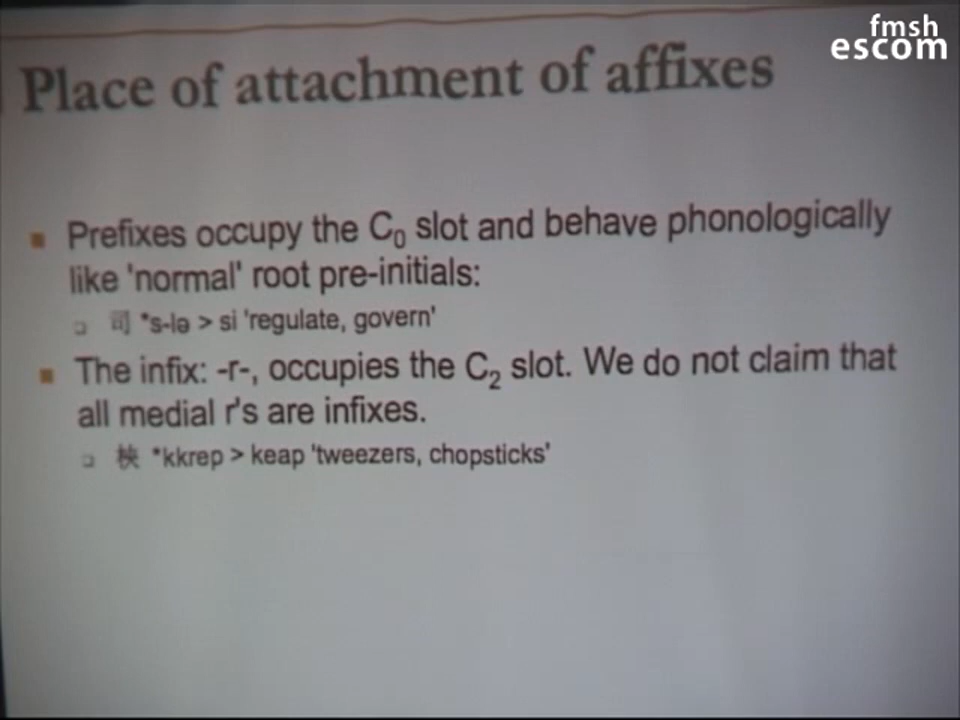 fmsh
escom
Place of attachment of affixes
Prefixes occupy the C₀ slot and behave phonologically
like 'normal' root pre-initials:
司 *s-lə > si 'regulate, govern'
The infix: -r-, occupies the C₂ slot. We do not claim that
all medial r's are infixes.
梜 *kkrep > keap 'tweezers, chopsticks'